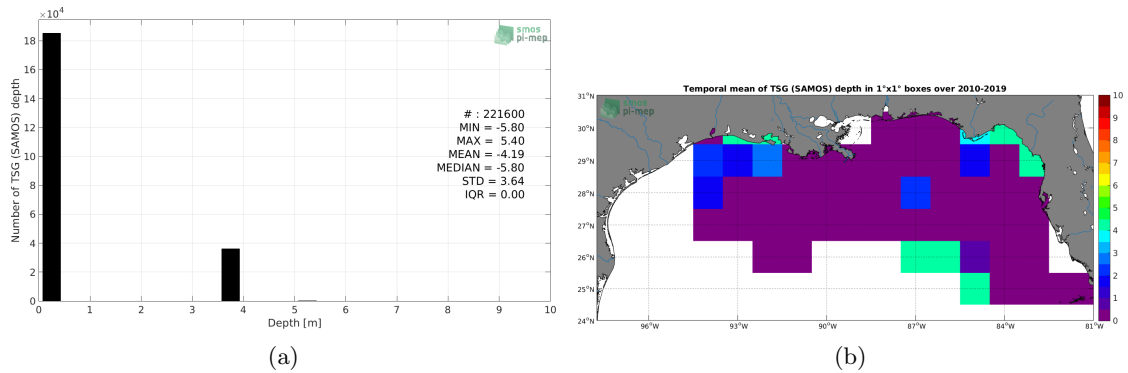 ×10⁴
18
16
14
12
10
8
6
4
2
0
Number of TSG (SAMOS) depth
0 1 2 3 4 5 6 7 8 9 10
Depth [m]
smos
pi-mep
# : 221600
MIN = -5.80
MAX = 5.40
MEAN = -4.19
MEDIAN = -5.80
STD = 3.64
IQR = 0.00
(a)
Temporal mean of TSG (SAMOS) depth in 1°x1° boxes over 2010-2019
smos
pi-mep
31°N
30°N
29°N
28°N
27°N
26°N
25°N
24°N
96°W 93°W 90°W 87°W 84°W 81°W
10
9
8
7
6
5
4
3
2
1
0
(b)